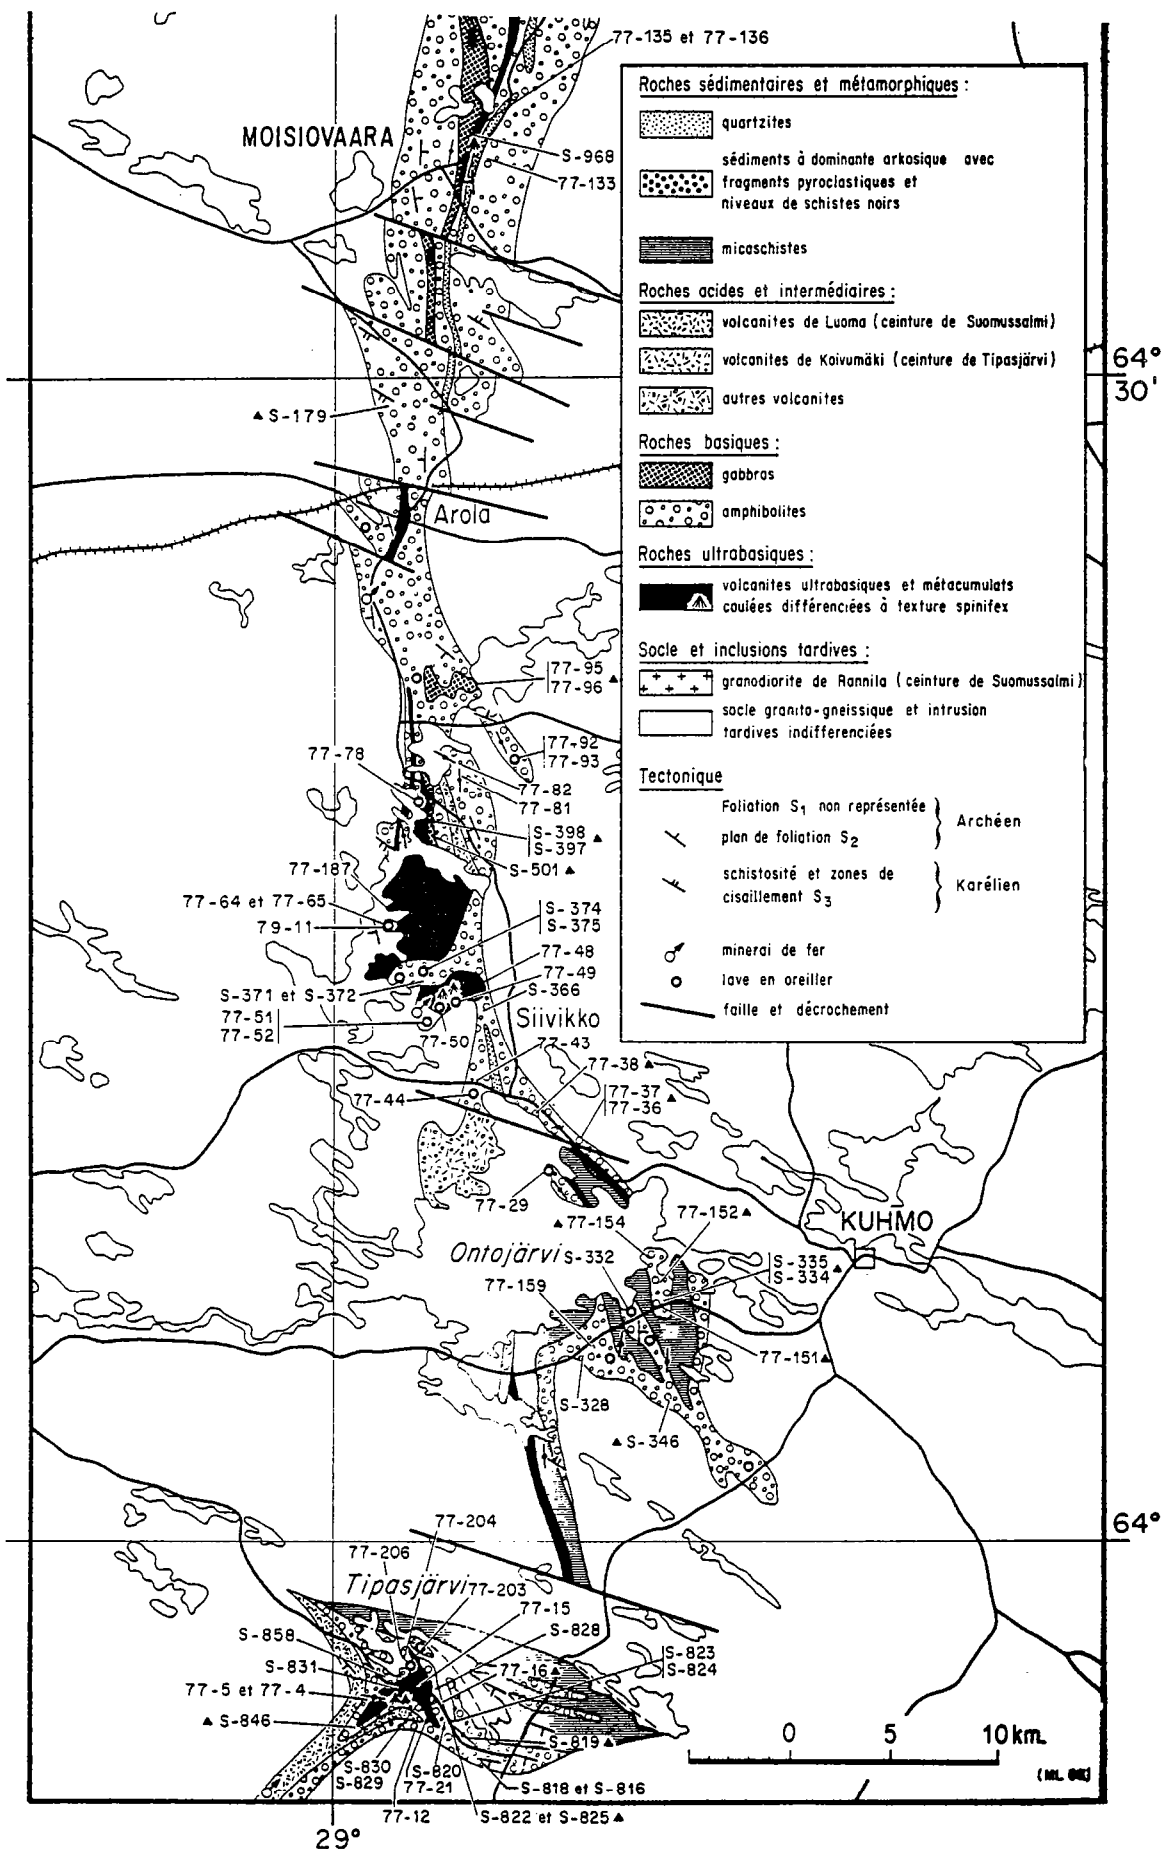 77-135 et 77-136
MOISIOVAARA
S-968
77-133
Roches sédimentaires et métamorphiques :
quartzites
sédiments à dominante arkosique avec
fragments pyroclastiques et
niveaux de schistes noirs
micaschistes
Roches acides et intermédiaires :
volcanites de Luoma (ceinture de Suomussalmi)
volcanites de Koivumäki (ceinture de Tipasjärvi)
autres volcanites
Roches basiques :
gabbros
amphibolites
Roches ultrabasiques :
volcanites ultrabasiques et métacumulats
coulées différenciées à texture spinifex
Socle et inclusions tardives :
granodiorite de Rannila (ceinture de Suomussalmi)
socle granito-gneissique et intrusion
tardives indifferenciées
Tectonique
Foliation S1 non représentée
plan de foliation S2
Archéen
schistosité et zones de
cisaillement S3
Karélien
minerai de fer
lave en oreiller
faille et décrochement
64°
30'
▲ S-179
Arola
77-95
77-96 ▲
77-92
77-93
77-78
77-82
77-81
S-398
S-397 ▲
S-501 ▲
77-187
77-64 et 77-65
79-11
S-374
S-375
77-48
77-49
S-366
S-371 et S-372
77-51
77-52
77-50
Siivikko
77-43
77-38 ▲
77-37
77-36 ▲
77-44
77-29
▲ 77-154
77-152 ▲
KUHMO
Ontojärvi
S-332
S-335
S-334 ▲
77-159
77-151 ▲
S-328
▲ S-346
64°
77-204
77-206
Tipasjärvi
77-203
77-15
S-828
S-858
S-823
S-824
S-831
77-16 ▲
77-5 et 77-4
▲ S-846
S-819 ▲
S-830
S-829
S-820
77-21
S-818 et S-816
77-12
S-822 et S-825 ▲
0 5 10 km.
29°